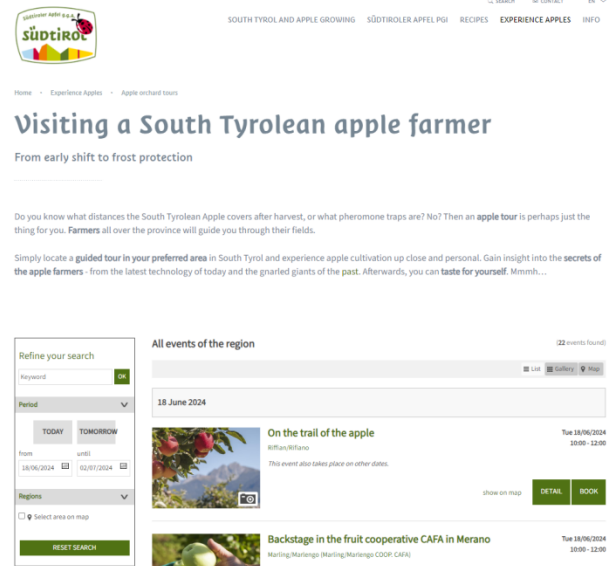 SEARCH CONTACT EN
Südtiroler Apfel g.g.A.
SÜDTIROL
SOUTH TYROL AND APPLE GROWING SÜDTIROLER APFEL PGI RECIPES EXPERIENCE APPLES INFO
Home - Experience Apples - Apple orchard tours
Visiting a South Tyrolean apple farmer
From early shift to frost protection
Do you know what distances the South Tyrolean Apple covers after harvest, or what pheromone traps are? No? Then an apple tour is perhaps just the
thing for you. Farmers all over the province will guide you through their fields.
Simply locate a guided tour in your preferred area in South Tyrol and experience apple cultivation up close and personal. Gain insight into the secrets of
the apple farmers - from the latest technology of today and the gnarled giants of the past. Afterwards, you can taste for yourself. Mmmh…
Refine your search
Keyword OK
Period
TODAY TOMORROW
from until
18/06/2024 02/07/2024
Regions
Select area on map
RESET SEARCH
All events of the region (22 events found)
List Gallery Map
18 June 2024
On the trail of the apple Tue 18/06/2024
Riffian/Rifiano 10:00 - 12:00
This event also takes place on other dates.
show on map DETAIL BOOK
Backstage in the fruit cooperative CAFA in Merano Tue 18/06/2024
Marling/Marlengo (Marling/Marlengo COOP. CAFA) 10:00 - 12:00